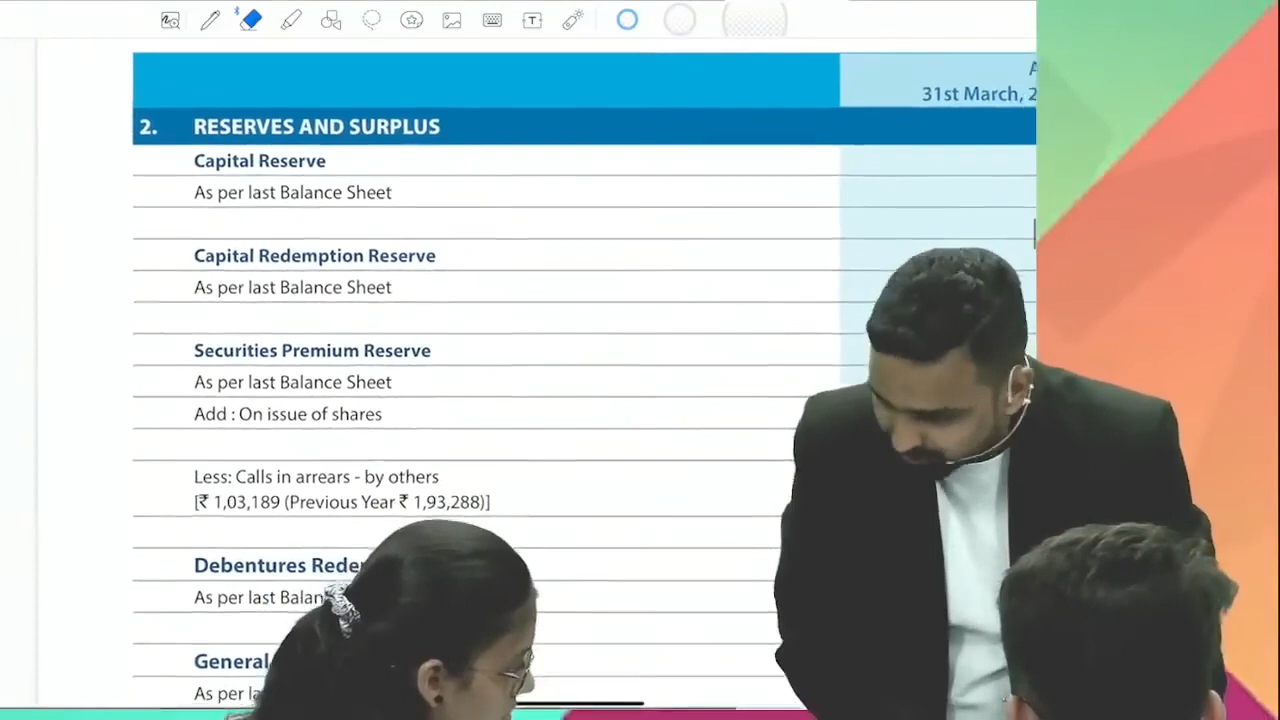 31st March, 2
2. RESERVES AND SURPLUS
Capital Reserve
As per last Balance Sheet
Capital Redemption Reserve
As per last Balance Sheet
Securities Premium Reserve
As per last Balance Sheet
Add : On issue of shares
Less: Calls in arrears - by others
[₹ 1,03,189 (Previous Year ₹ 1,93,288)]
Debentures
As per last
General
As per